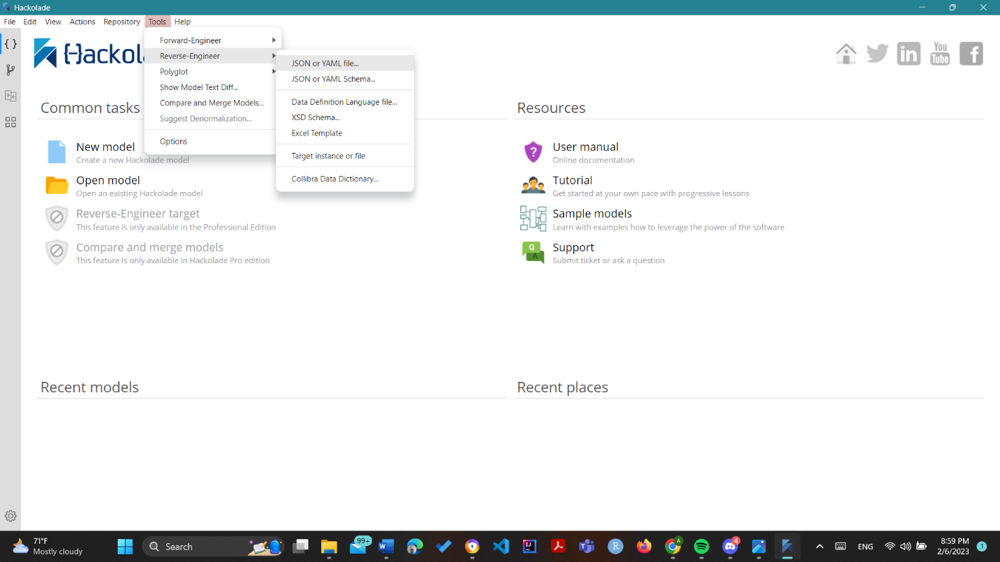 Hackolade
File Edit View Actions Repository Tools Help
Forward-Engineer
Reverse-Engineer
Polyglot
Show Model Text Diff...
Compare and Merge Models...
Suggest Denormalization...
Options
JSON or YAML file...
JSON or YAML Schema...
Data Definition Language file...
XSD Schema...
Excel Template
Target instance or file
Collibra Data Dictionary...
You
Tube
Common tasks
New model
Create a new Hackolade model
Open model
Open an existing Hackolade model
Reverse-Engineer target
This feature is only available in the Professional Edition
Compare and merge models
This feature is only available in Hackolade Pro edition
Resources
User manual
Online documentation
Tutorial
Get started at your own pace with progressive lessons
Sample models
Learn with examples how to leverage the power of the software
Q
A
Support
Submit ticket or ask a question
Recent models
Recent places
71°F
Mostly cloudy
Search
99+
4
ENG
8:59 PM
2/6/2023
1